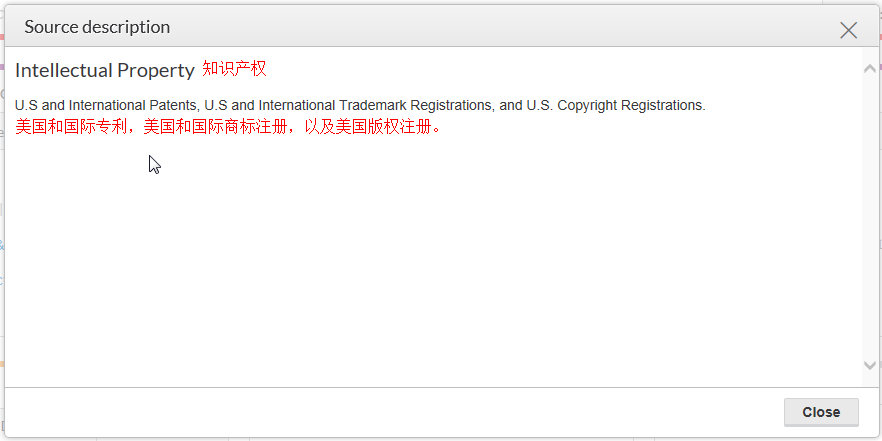 Source description
Intellectual Property 知识产权
U.S and International Patents, U.S and International Trademark Registrations, and U.S. Copyright Registrations.
美国和国际专利，美国和国际商标注册，以及美国版权注册。
Close